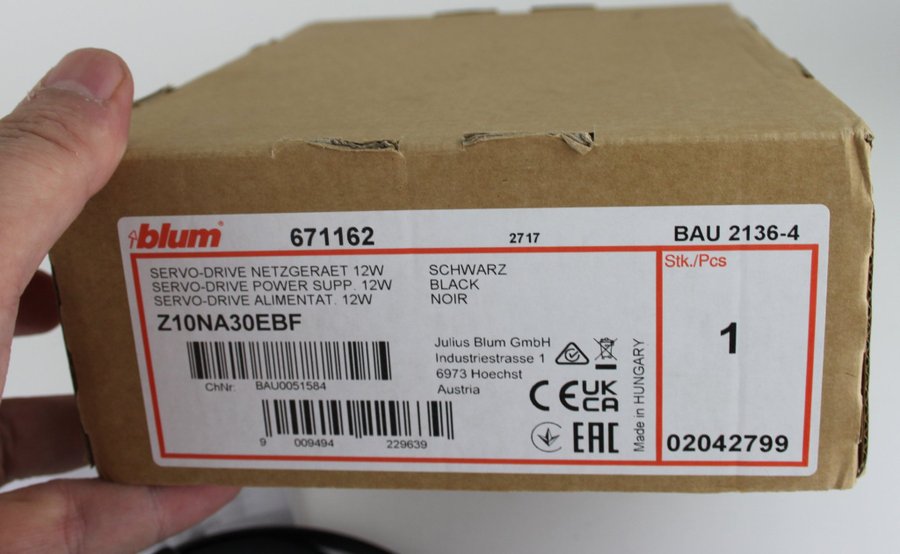 blum® 671162 2717 BAU 2136-4
SERVO-DRIVE NETZGERAET 12W SCHWARZ
SERVO-DRIVE POWER SUPP. 12W BLACK
SERVO-DRIVE ALIMENTAT. 12W NOIR
Z10NA30EBF
ChNr: BAU0051584
9 009494 229639
Julius Blum GmbH
Industriestrasse 1
6973 Hoechst
Austria
CE UK CA
EAC
Made in HUNGARY
Stk./Pcs
1
02042799